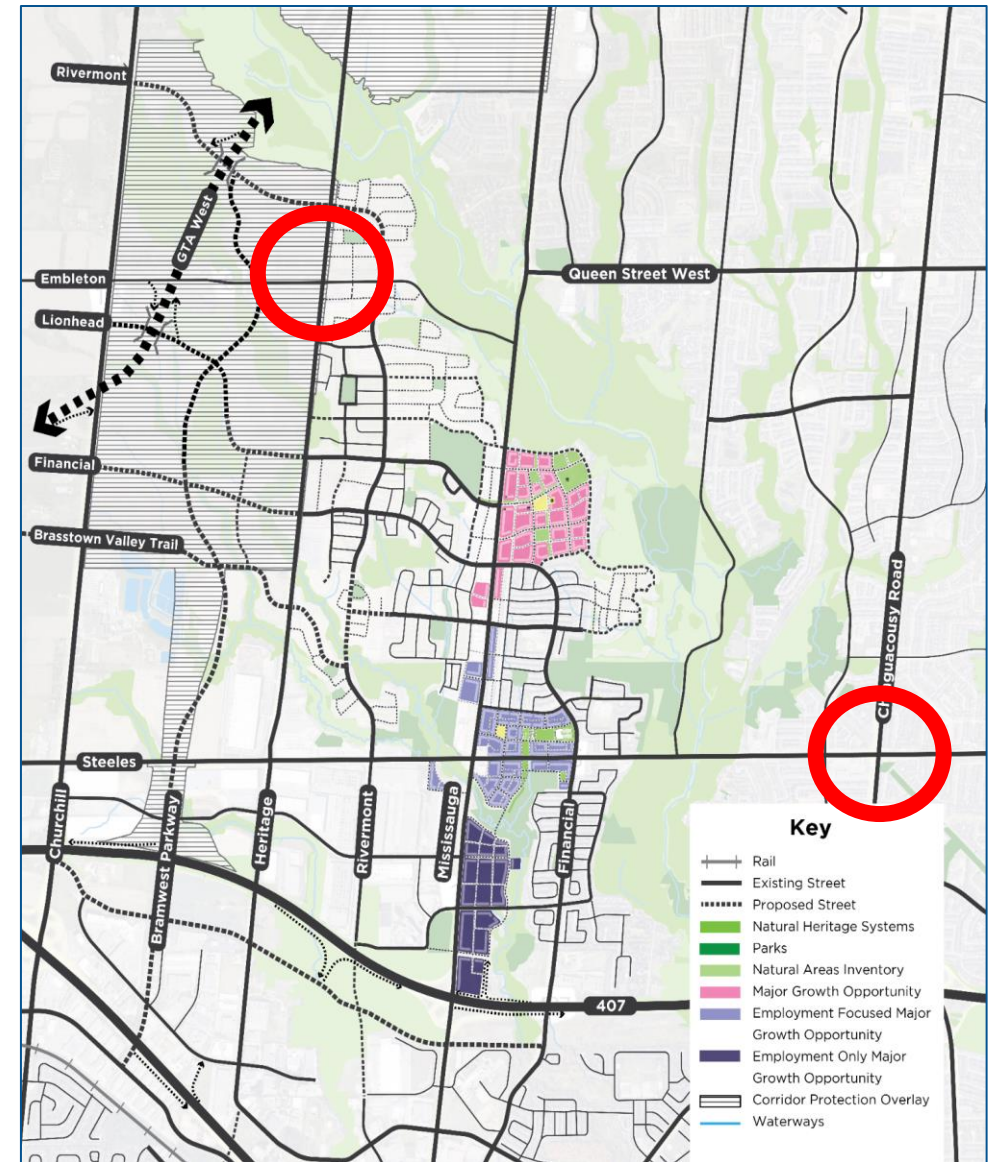 Rivermont
GTA West
Embleton
Queen Street West
Lionhead
Financial
Brasstown Valley Trail
Chinguacousy Road
Steeles
Churchill
Bramwest Parkway
Heritage
Rivermont
Mississauga
Financial
407
Key
Rail
Existing Street
Proposed Street
Natural Heritage Systems
Parks
Natural Areas Inventory
Major Growth Opportunity
Employment Focused Major
Growth Opportunity
Employment Only Major
Growth Opportunity
Corridor Protection Overlay
Waterways